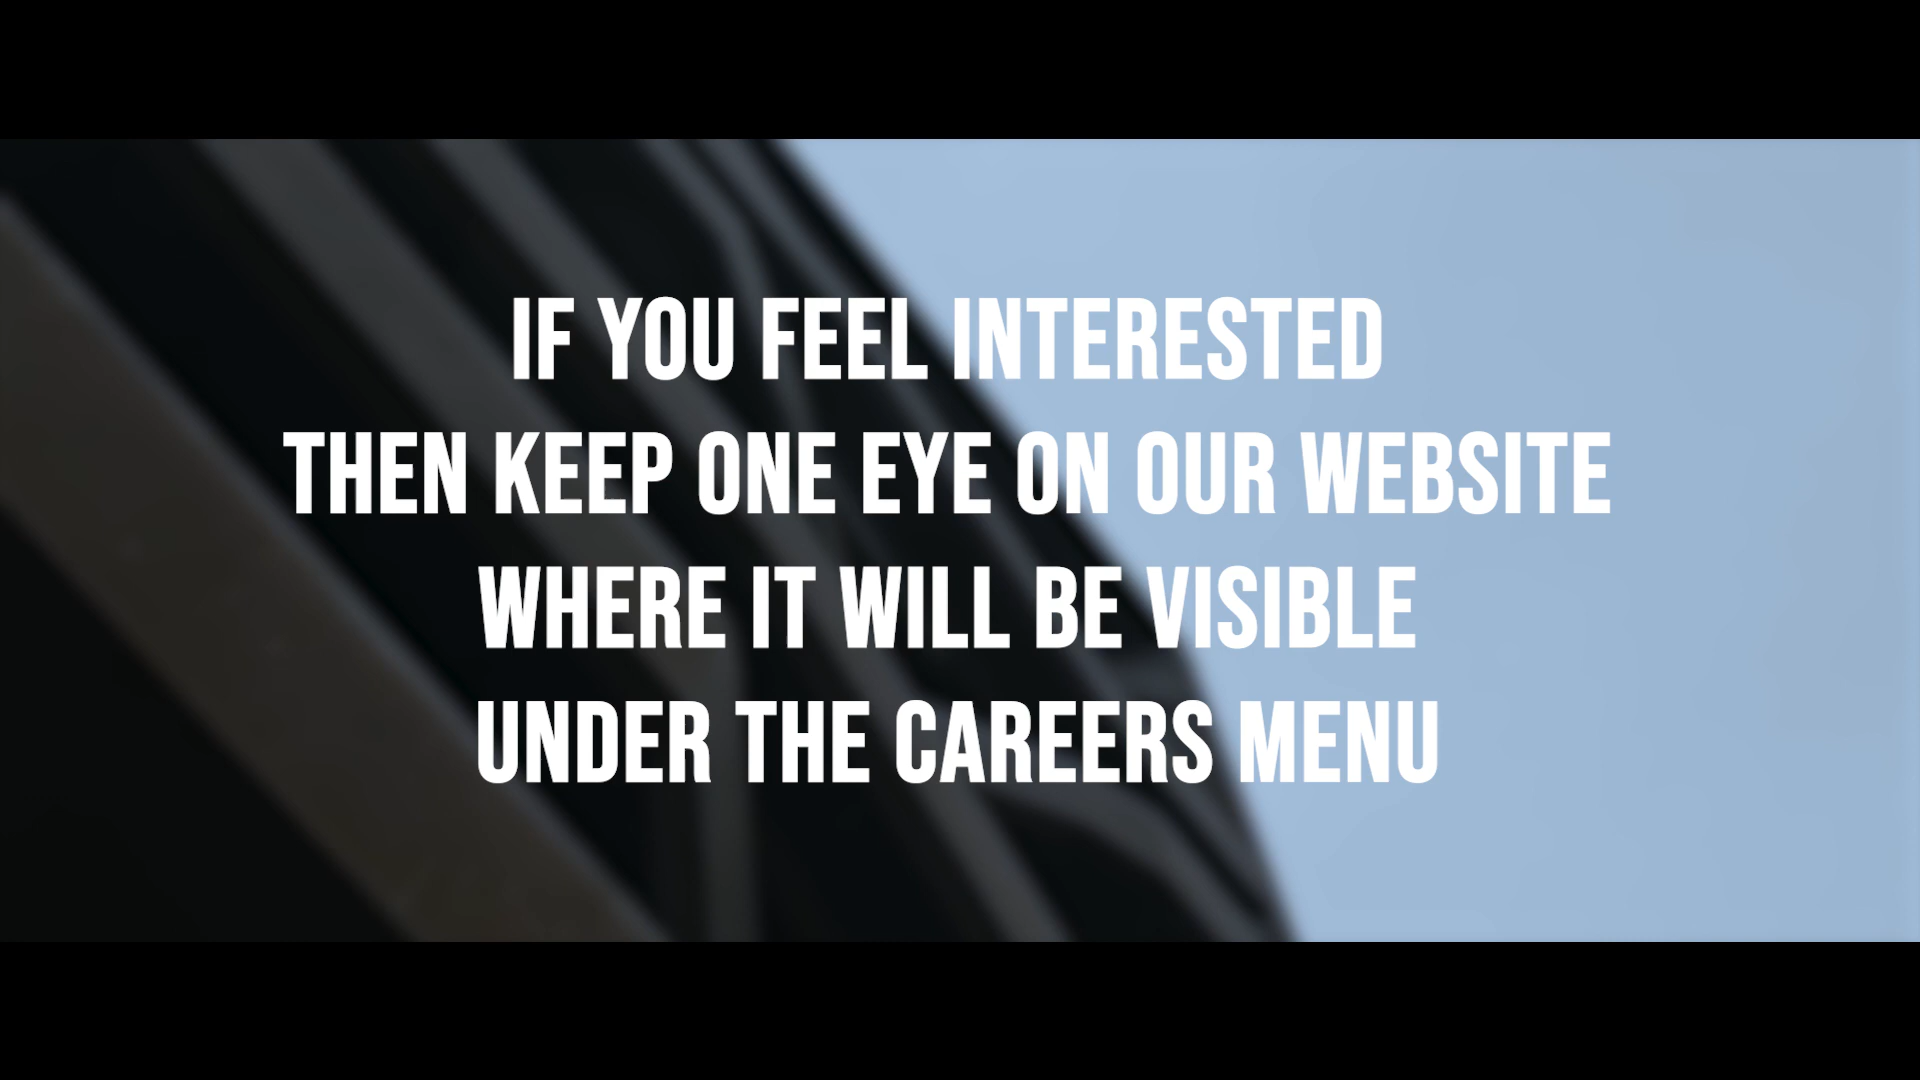 IF YOU FEEL INTERESTED
THEN KEEP ONE EYE ON OUR WEBSITE
WHERE IT WILL BE VISIBLE
UNDER THE CAREERS MENU